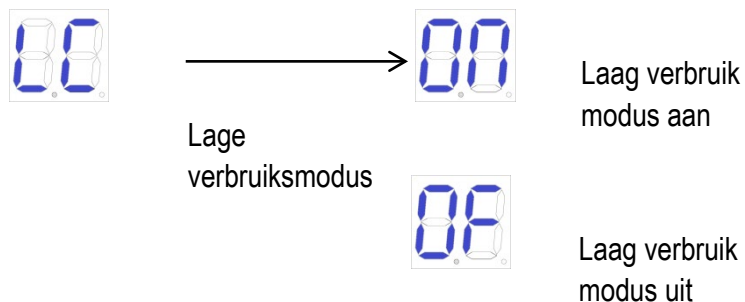 LC
ON
Laag verbruik
modus aan
Lage
verbruiksmodus
OF
Laag verbruik
modus uit